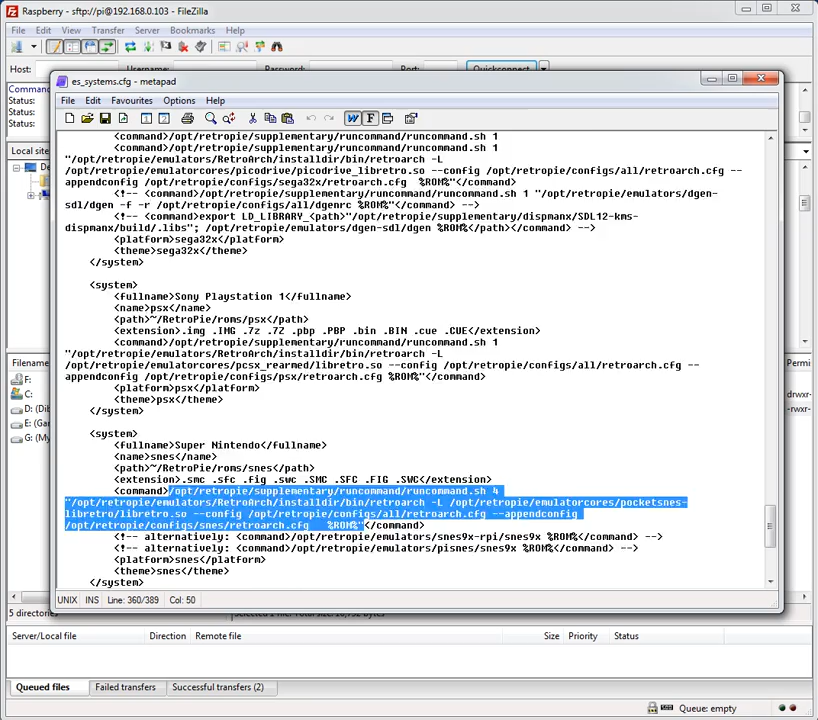 Raspberry - sftp://pi@192.168.0.103 - FileZilla
File Edit View Transfer Server Bookmarks Help
Host: Username: Password: Port: Quickconnect
Command
Status:
Status:
Status:
Local site
De
es_systems.cfg - metapad
File Edit Favourites Options Help
<command>/opt/retropie/supplementary/runcommand/runcommand.sh 1
<command>/opt/retropie/supplementary/runcommand/runcommand.sh 1
"/opt/retropie/emulators/RetroArch/installdir/bin/retroarch -L
/opt/retropie/emulatorcores/picodrive/picodrive_libretro.so --config /opt/retropie/configs/all/retroarch.cfg --
appendconfig /opt/retropie/configs/sega32x/retroarch.cfg  %ROM%"</command>
<!-- <command>/opt/retropie/supplementary/runcommand/runcommand.sh 1 "/opt/retropie/emulators/dgen-
sdl/dgen -f -r /opt/retropie/configs/all/dgenrc %ROM%"</command> -->
<!-- <command>export LD_LIBRARY_<path>"/opt/retropie/supplementary/dispmanx/SDL12-kms-
dispmanx/build/.libs"; /opt/retropie/emulators/dgen-sdl/dgen %ROM%</path></command> -->
<platform>sega32x</platform>
<theme>sega32x</theme>
</system>
<system>
<fullname>Sony Playstation 1</fullname>
<name>psx</name>
<path>~/RetroPie/roms/psx</path>
<extension>.img .IMG .7z .7Z .pbp .PBP .bin .BIN .cue .CUE</extension>
<command>/opt/retropie/supplementary/runcommand/runcommand.sh 1
"/opt/retropie/emulators/RetroArch/installdir/bin/retroarch -L
/opt/retropie/emulatorcores/pcsx_rearmed/libretro.so --config /opt/retropie/configs/all/retroarch.cfg --
appendconfig /opt/retropie/configs/psx/retroarch.cfg %ROM%"</command>
<platform>psx</platform>
<theme>psx</theme>
</system>
<system>
<fullname>Super Nintendo</fullname>
<name>snes</name>
<path>~/RetroPie/roms/snes</path>
<extension>.smc .sfc .fig .swc .SMC .SFC .FIG .SWC</extension>
<command>/opt/retropie/supplementary/runcommand/runcommand.sh 4
"/opt/retropie/emulators/RetroArch/installdir/bin/retroarch -L /opt/retropie/emulatorcores/pocketsnes-
libretro/libretro.so --config /opt/retropie/configs/all/retroarch.cfg --appendconfig
/opt/retropie/configs/snes/retroarch.cfg   %ROM%"</command>
<!-- alternatively: <command>/opt/retropie/emulators/snes9x-rpi/snes9x %ROM%</command> -->
<!-- alternatively: <command>/opt/retropie/emulators/pisnes/snes9x %ROM%</command> -->
<platform>snes</platform>
<theme>snes</theme>
</system>
UNIX INS Line: 360/389 Col: 50
Filename
F:
C:
D: (Dib
E: (Gar
G: (My
Permi
drwxr-
-rwxr-
5 directories
Server/Local file Direction Remote file Size Priority Status
Queued files Failed transfers Successful transfers (2)
Queue: empty